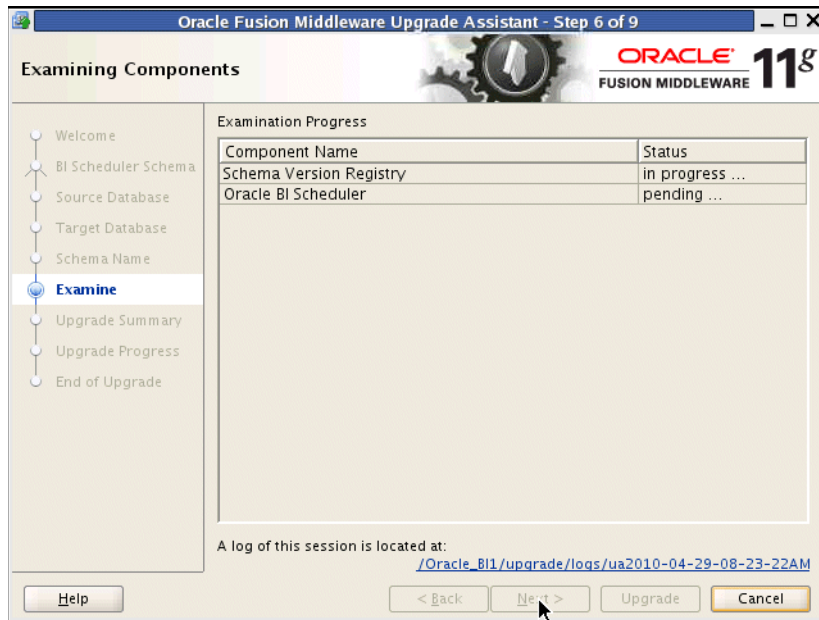 Oracle Fusion Middleware Upgrade Assistant - Step 6 of 9
Examining Components
ORACLE 11g
FUSION MIDDLEWARE
Welcome
BI Scheduler Schema
Source Database
Target Database
Schema Name
Examine
Upgrade Summary
Upgrade Progress
End of Upgrade
Examination Progress
Component Name Status
Schema Version Registry in progress ...
Oracle BI Scheduler pending ...
A log of this session is located at:
/Oracle_BI1/upgrade/logs/ua2010-04-29-08-23-22AM
Help < Back Next > Upgrade Cancel